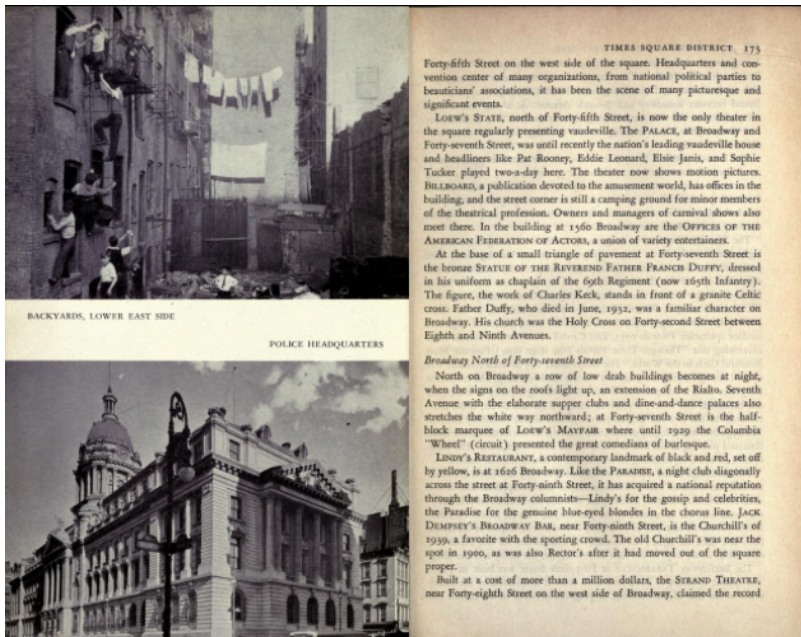 BACKYARDS, LOWER EAST SIDE
POLICE HEADQUARTERS
TIMES SQUARE DISTRICT 173
Forty-fifth Street on the west side of the square. Headquarters and con-
vention center of many organizations, from national political parties to
beauticians' associations, it has been the scene of many picturesque and
significant events.
LOEW'S STATE, north of Forty-fifth Street, is now the only theater in
the square regularly presenting vaudeville. The PALACE, at Broadway and
Forty-seventh Street, was until recently the nation's leading vaudeville house
and headliners like Pat Rooney, Eddie Leonard, Elsie Janis, and Sophie
Tucker played two-a-day here. The theater now shows motion pictures.
BILLBOARD, a publication devoted to the amusement world, has offices in the
building, and the street corner is still a camping ground for minor members
of the theatrical profession. Owners and managers of carnival shows also
meet there. In the building at 1560 Broadway are the OFFICES OF THE
AMERICAN FEDERATION OF ACTORS, a union of variety entertainers.
At the base of a small triangle of pavement at Forty-seventh Street is
the bronze STATUE OF THE REVEREND FATHER FRANCIS DUFFY, dressed
in his uniform as chaplain of the 69th Regiment (now 165th Infantry).
The figure, the work of Charles Keck, stands in front of a granite Celtic
cross. Father Duffy, who died in June, 1932, was a familiar character on
Broadway. His church was the Holy Cross on Forty-second Street between
Eighth and Ninth Avenues.
Broadway North of Forty-seventh Street
North on Broadway a row of low drab buildings becomes at night,
when the signs on the roofs light up, an extension of the Rialto. Seventh
Avenue with the elaborate supper clubs and dine-and-dance palaces also
stretches the white way northward; at Forty-seventh Street is the half-
block marquee of LOEW'S MAYFAIR where until 1929 the Columbia
"Wheel" (circuit) presented the great comedians of burlesque.
LINDY'S RESTAURANT, a contemporary landmark of black and red, set off
by yellow, is at 1626 Broadway. Like the PARADISE, a night club diagonally
across the street at Forty-ninth Street, it has acquired a national reputation
through the Broadway columnists—Lindy's for the gossip and celebrities,
the Paradise for the genuine blue-eyed blondes in the chorus line. JACK
DEMPSEY'S BROADWAY BAR, near Forty-ninth Street, is the Churchill's of
1939, a favorite with the sporting crowd. The old Churchill's was near the
spot in 1900, as was also Rector's after it had moved out of the square
proper.
Built at a cost of more than a million dollars, the STRAND THEATRE,
near Forty-eighth Street on the west side of Broadway, claimed the record